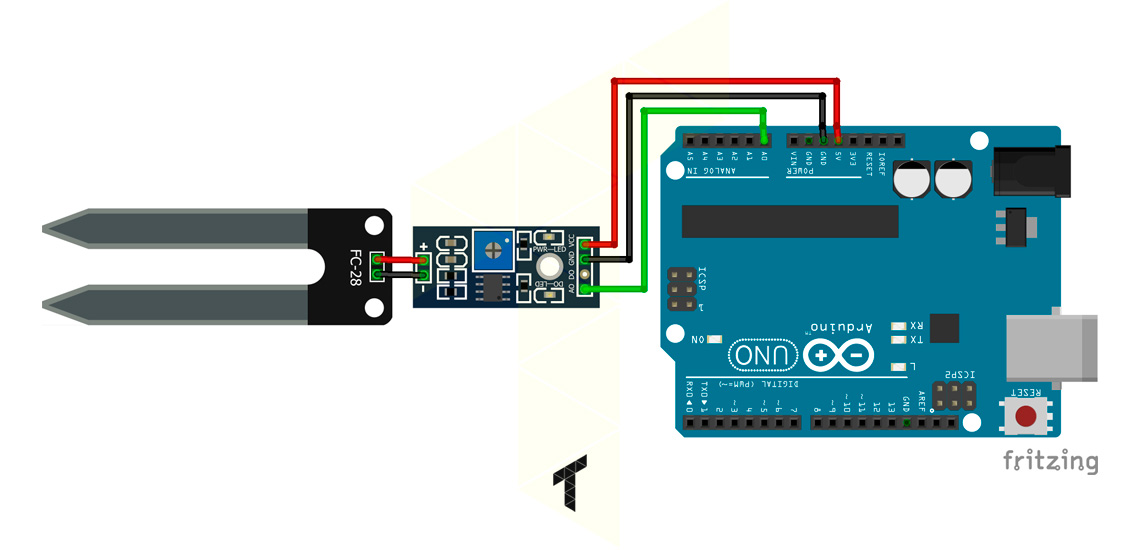 A5 A4 A3 A2 A1 A0
VIN GND GND 5V 3V3 RESET IOREF
ANALOG IN
POWER
+
-
FC-28
PWR-LED
DO-LED
VCC
GND
DO
AO
ICSP
1
ON
Arduino
TM
UNO
RX
TX
L
ICSP2
RESET
DIGITAL (PWM=~)
RX0 TX0
0 1 2 ~3 4 ~5 ~6 7
8 ~9 ~10 ~11 12 13 GND AREF
fritzing